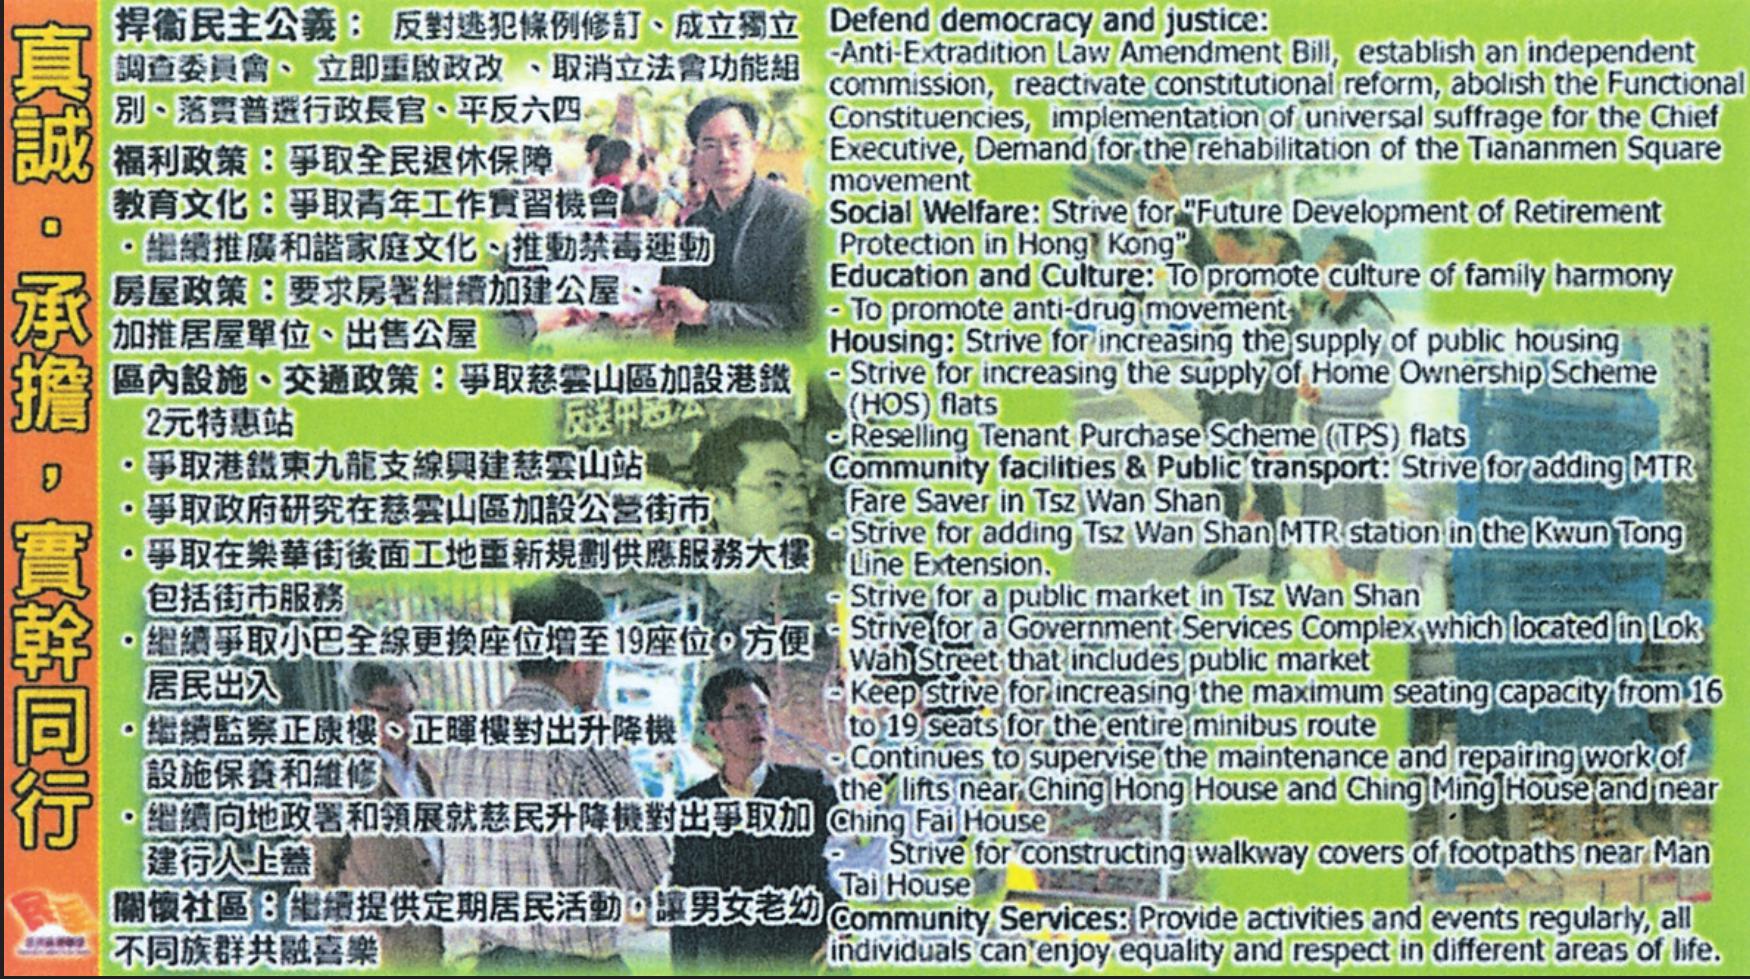 真誠．承擔，實幹同行
捍衞民主公義： 反對逃犯條例修訂、成立獨立
調查委員會、 立即重啟政改 、取消立法會功能組
別、落實普選行政長官、平反六四
福利政策：爭取全民退休保障
教育文化：爭取青年工作實習機會
．繼續推廣和諧家庭文化、推動禁毒運動
房屋政策：要求房署繼續加建公屋、
加推居屋單位、出售公屋
區內設施、交通政策：爭取慈雲山區加設港鐵
2元特惠站
．爭取港鐵東九龍支線興建慈雲山站
．爭取政府研究在慈雲山區加設公營街市
．爭取在樂華街後面工地重新規劃供應服務大樓
包括街市服務
．繼續爭取小巴全線更換座位增至19座位，方便
居民出入
．繼續監察正康樓、正暉樓對出升降機
設施保養和維修
．繼續向地政署和領展就慈民升降機對出爭取加
建行人上蓋
關懷社區：繼續提供定期居民活動，讓男女老幼
不同族群共融喜樂
反送中惡法
民主
Defend democracy and justice:
-Anti-Extradition Law Amendment Bill, establish an independent
commission, reactivate constitutional reform, abolish the Functional
Constituencies, implementation of universal suffrage for the Chief
Executive, Demand for the rehabilitation of the Tiananmen Square
movement
Social Welfare: Strive for "Future Development of Retirement
Protection in Hong Kong"
Education and Culture: To promote culture of family harmony
- To promote anti-drug movement
Housing: Strive for increasing the supply of public housing
- Strive for increasing the supply of Home Ownership Scheme
(HOS) flats
- Reselling Tenant Purchase Scheme (TPS) flats
Community facilities & Public transport: Strive for adding MTR
Fare Saver in Tsz Wan Shan
- Strive for adding Tsz Wan Shan MTR station in the Kwun Tong
Line Extension.
- Strive for a public market in Tsz Wan Shan
- Strive for a Government Services Complex which located in Lok
Wah Street that includes public market
- Keep strive for increasing the maximum seating capacity from 16
to 19 seats for the entire minibus route
- Continues to supervise the maintenance and repairing work of
the lifts near Ching Hong House and Ching Ming House and near
Ching Fai House
- Strive for constructing walkway covers of footpaths near Man
Tai House
Community Services: Provide activities and events regularly, all
individuals can enjoy equality and respect in different areas of life.